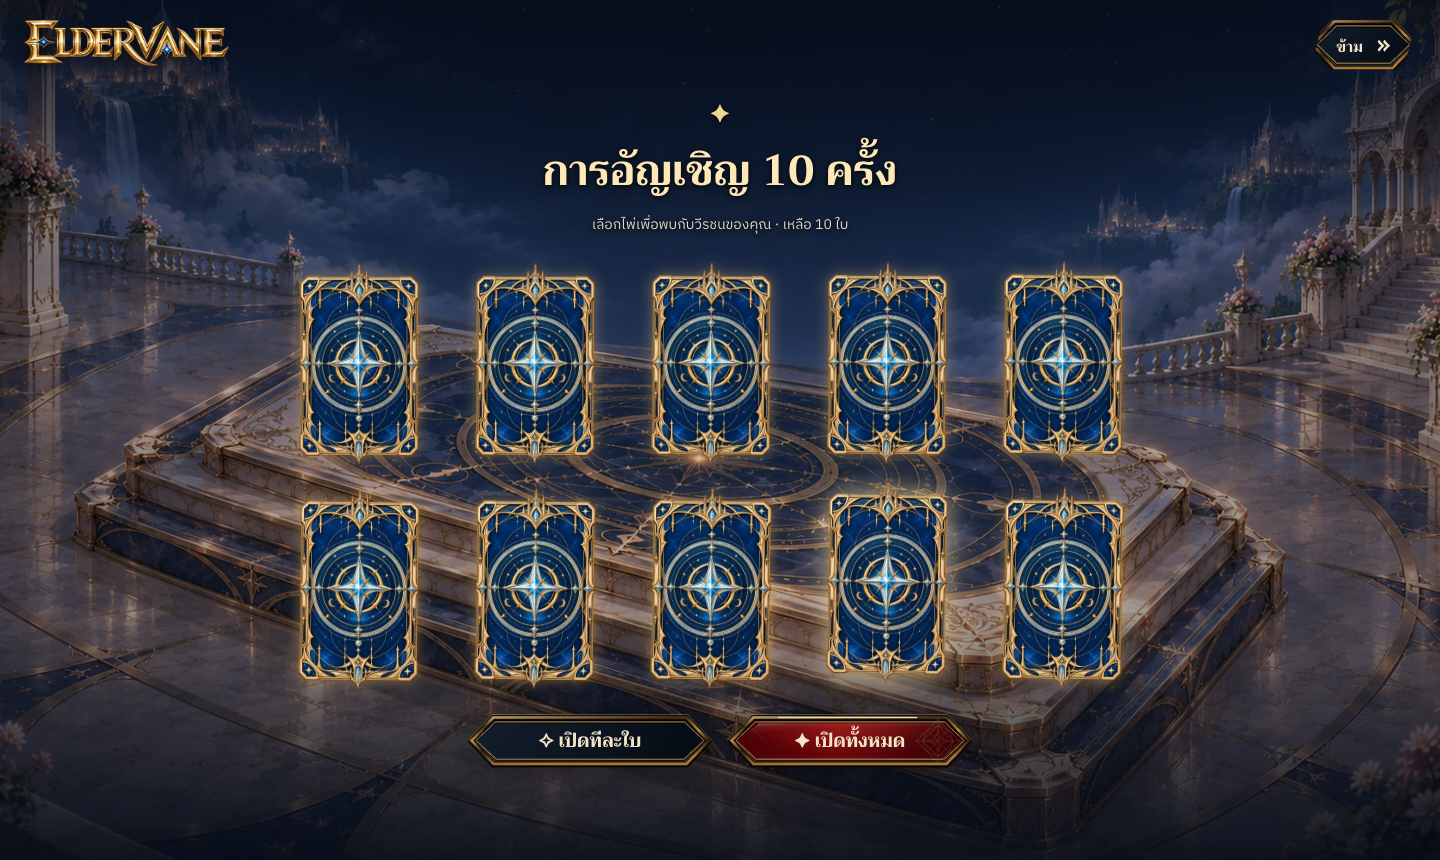 ELDERVANE
ข้าม
การอัญเชิญ 10 ครั้ง
เลือกไพ่เพื่อพบกับวีรชนของคุณ · เหลือ 10 ใบ
เปิดทีละใบ
เปิดทั้งหมด